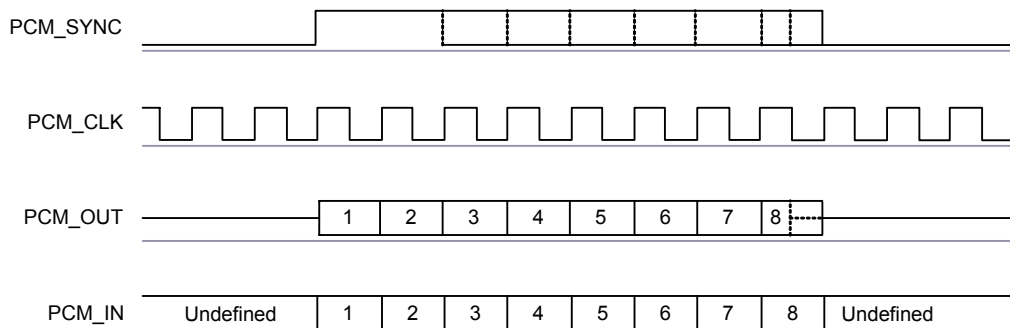 PCM_SYNC
PCM_CLK
PCM_OUT 1 2 3 4 5 6 7 8
PCM_IN Undefined 1 2 3 4 5 6 7 8 Undefined